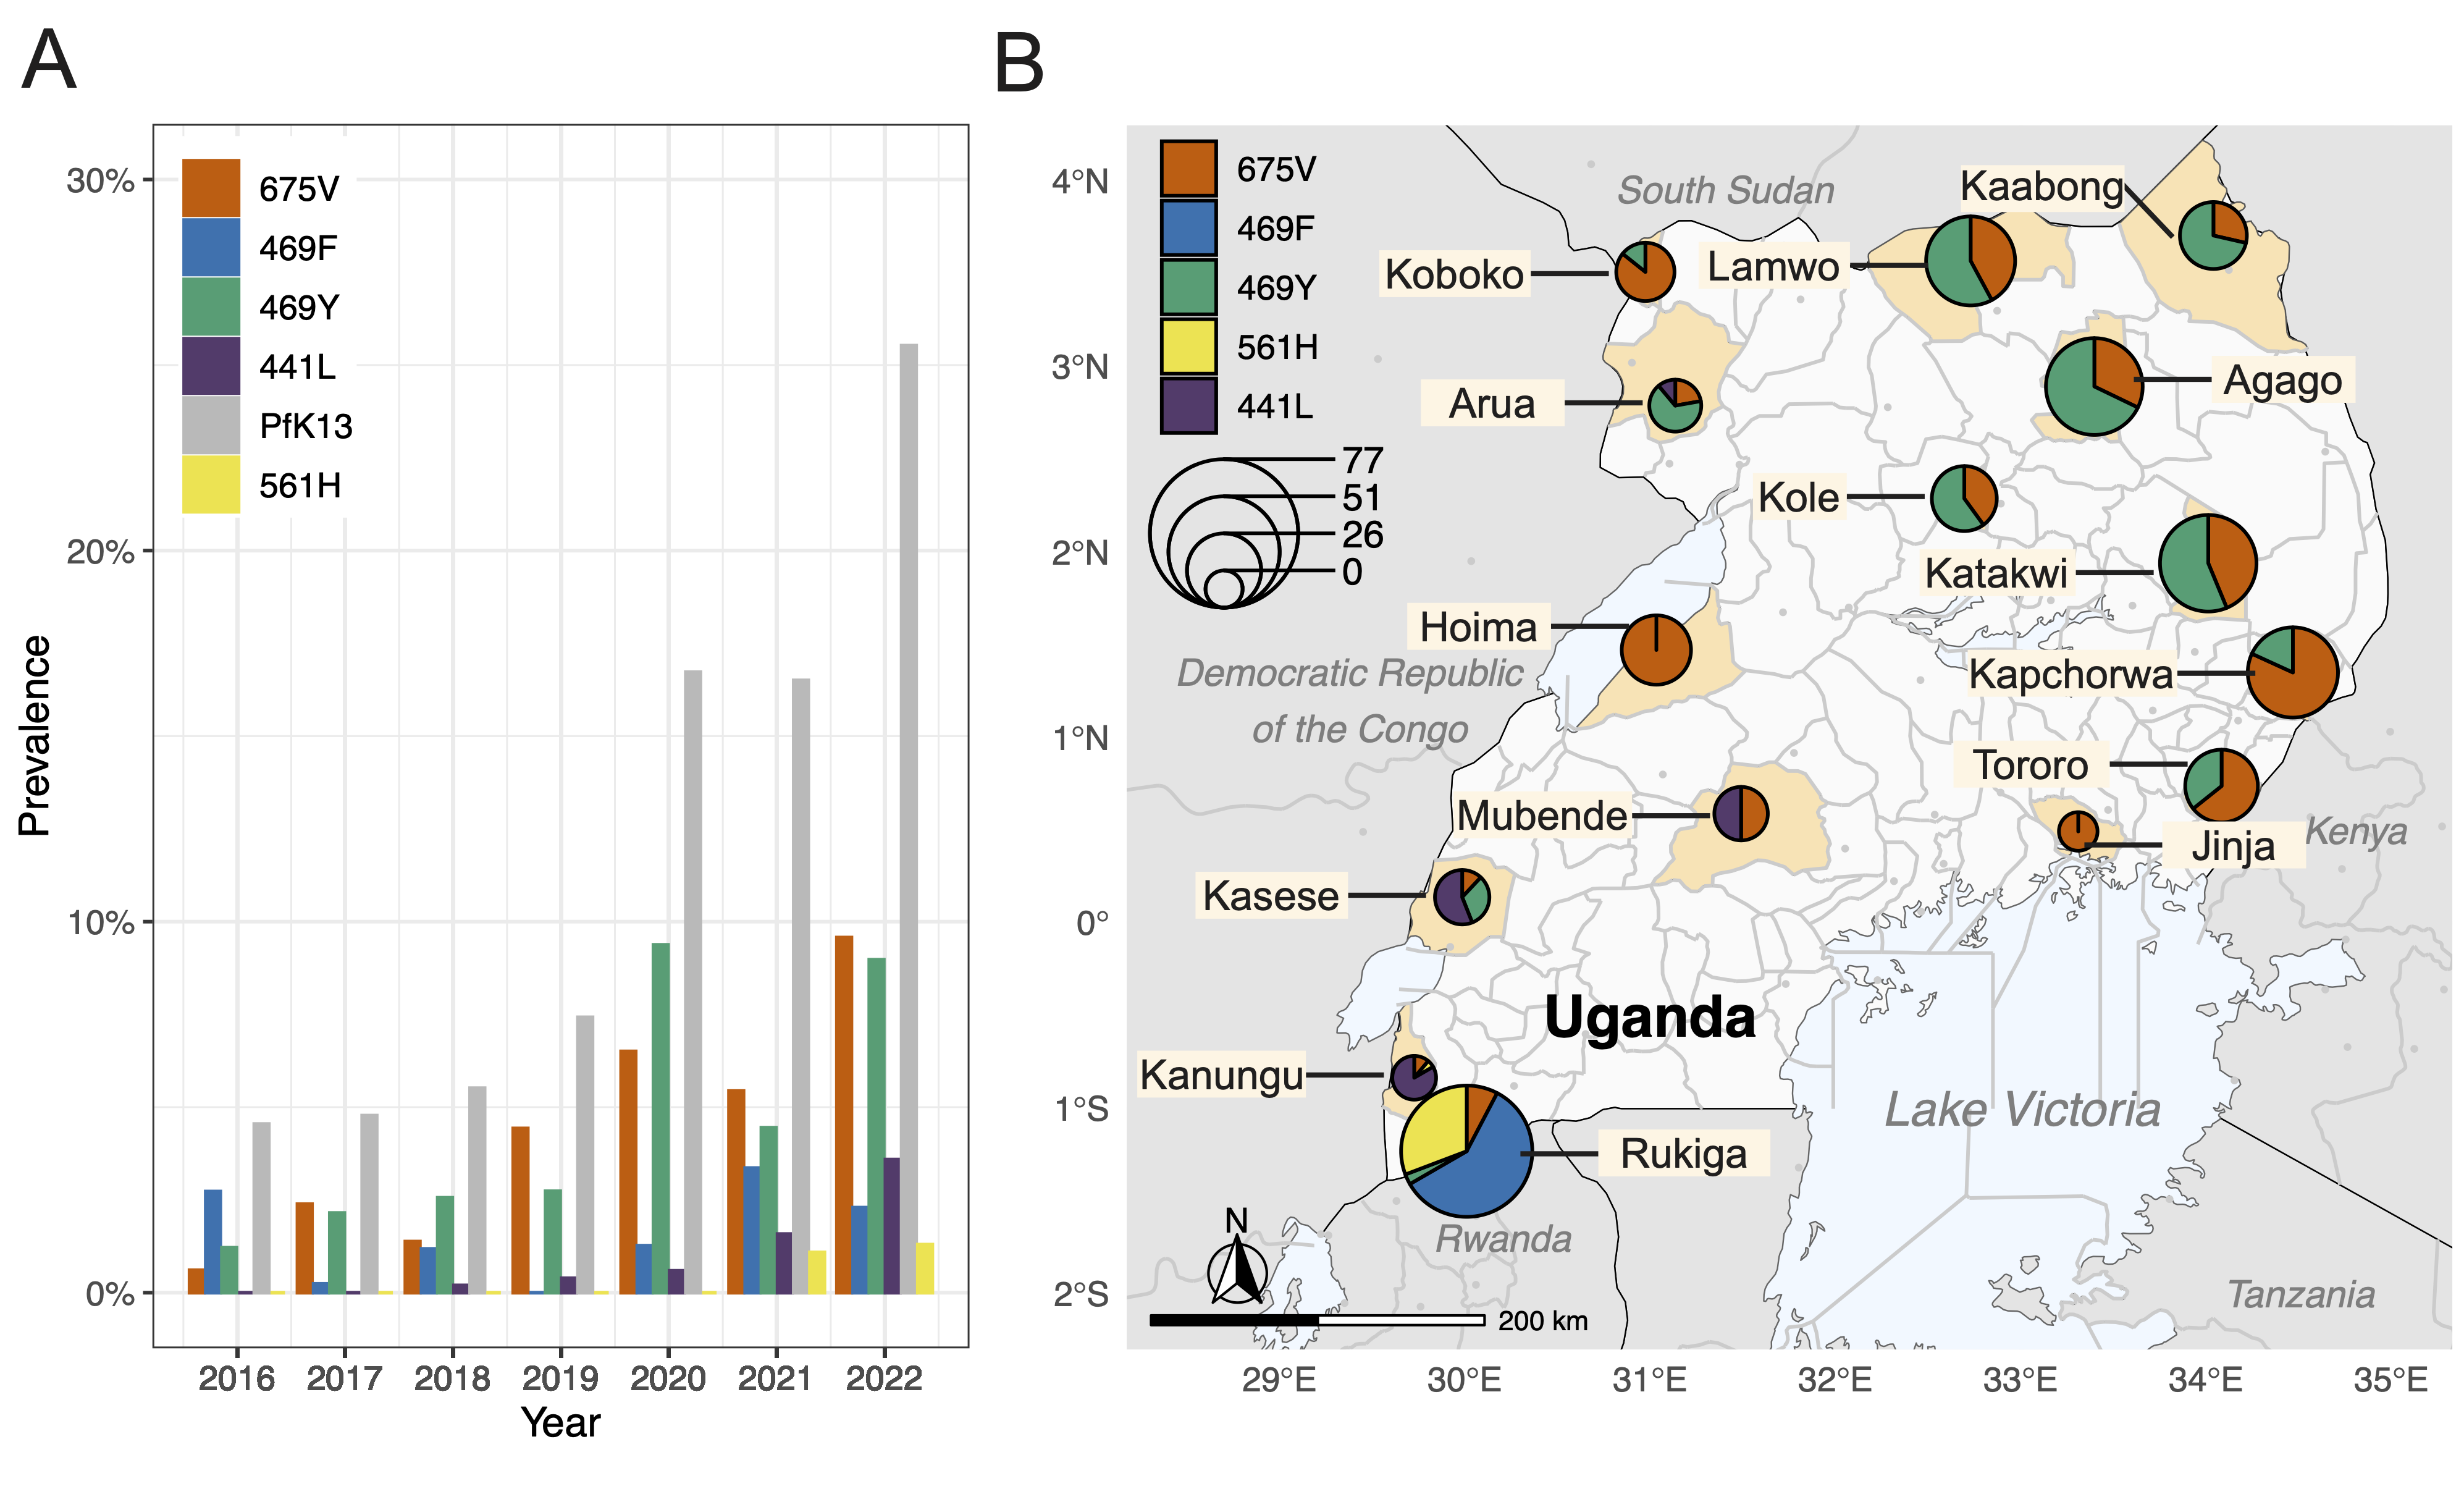 A
30%
20%
10%
0%
Prevalence
675V
469F
469Y
441L
PfK13
561H
2016 2017 2018 2019 2020 2021 2022
Year
B
4°N
3°N
2°N
1°N
0°
1°S
2°S
675V
469F
469Y
561H
441L
77
51
26
0
South Sudan
Kaabong
Koboko
Lamwo
Arua
Agago
Kole
Katakwi
Hoima
Democratic Republic
of the Congo
Kapchorwa
Tororo
Mubende
Jinja
Kenya
Kasese
Uganda
Kanungu
Lake Victoria
Rukiga
N
Rwanda
Tanzania
200 km
29°E 30°E 31°E 32°E 33°E 34°E 35°E